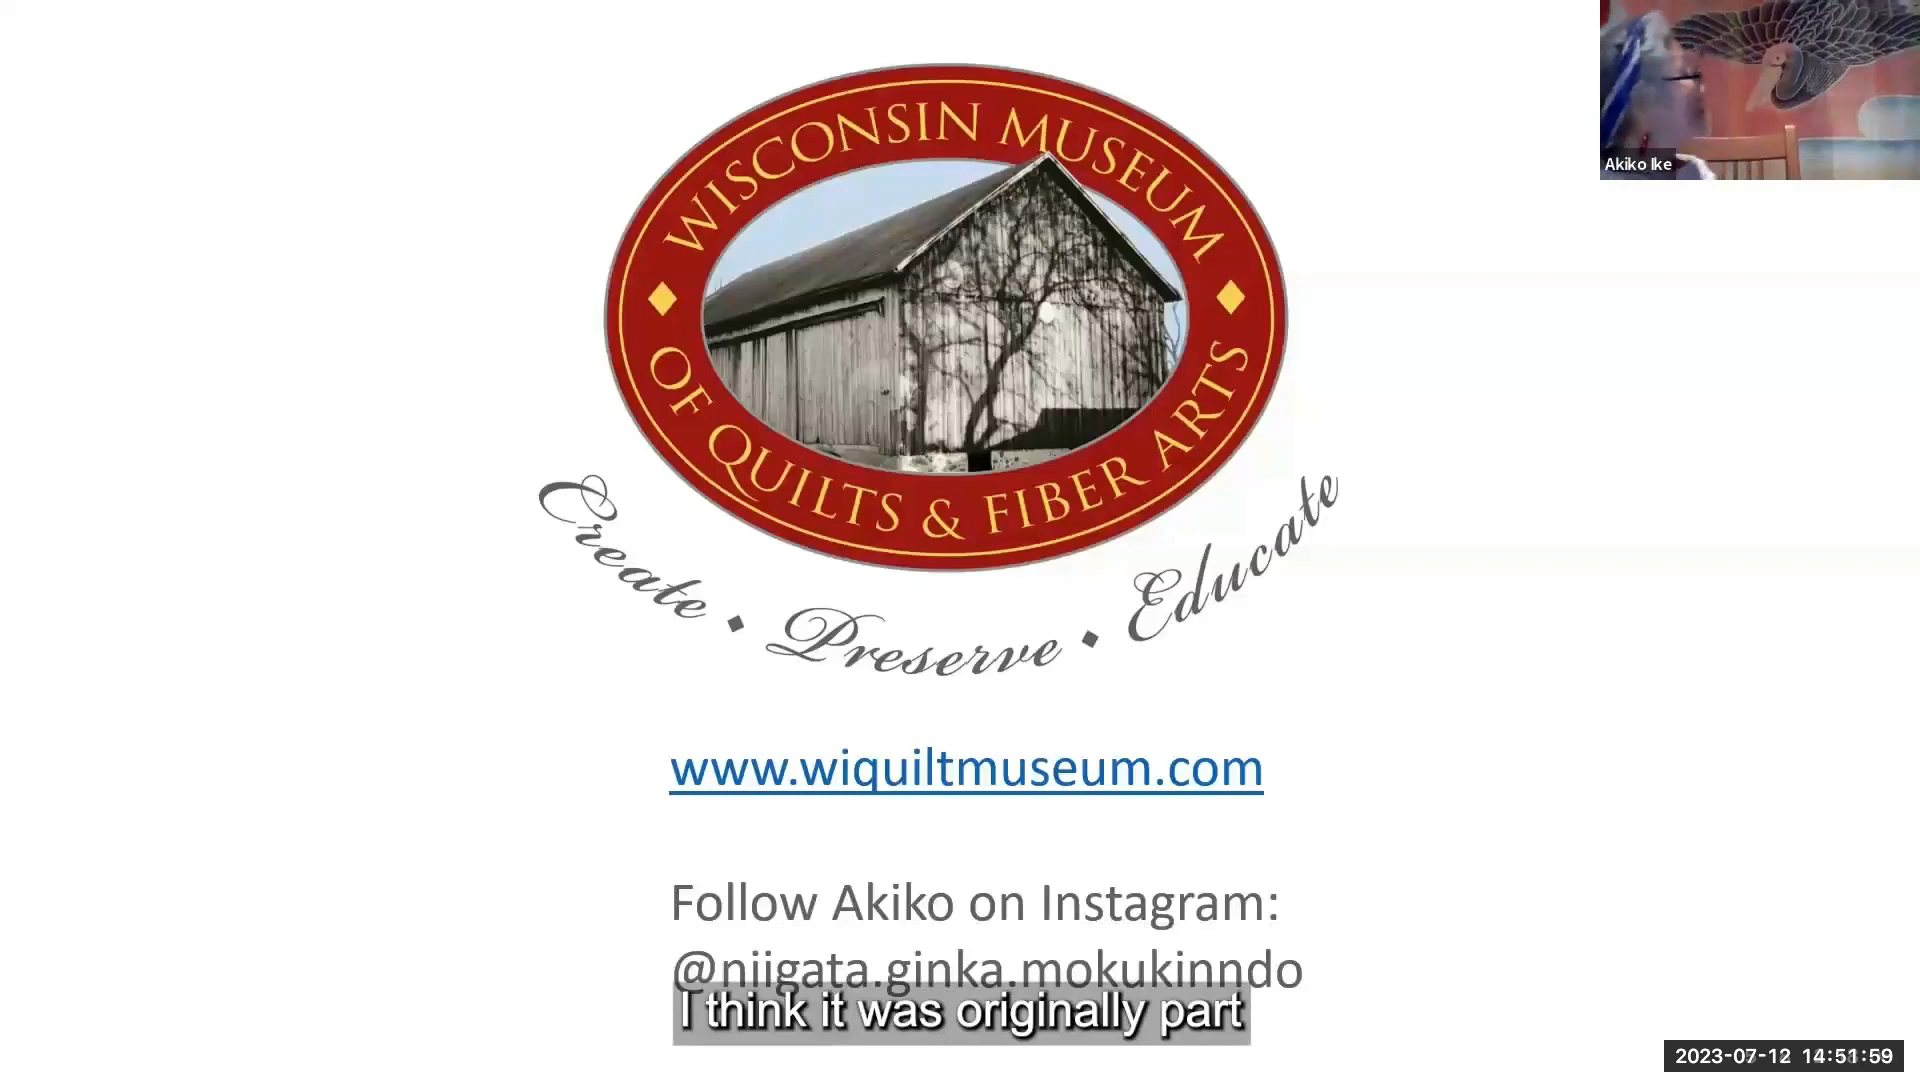 WISCONSIN MUSEUM
OF QUILTS & FIBER ARTS
Create • Preserve • Educate
www.wiquiltmuseum.com
Follow Akiko on Instagram:
@niigata.ginka.mokukinndo
I think it was originally part
Akiko Ike
2023-07-12 14:51:59